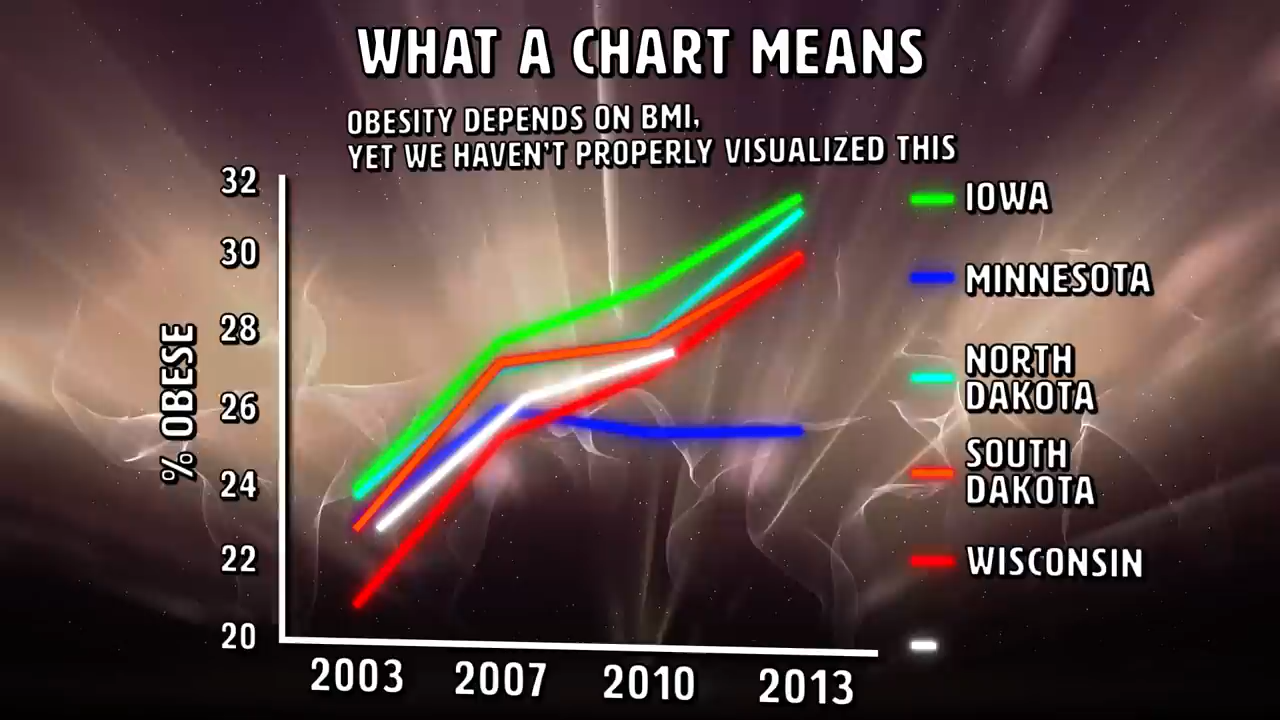 WHAT A CHART MEANS
OBESITY DEPENDS ON BMI,
YET WE HAVEN'T PROPERLY VISUALIZED THIS
32
30
28
26
24
22
20
% OBESE
2003 2007 2010 2013
IOWA
MINNESOTA
NORTH
DAKOTA
SOUTH
DAKOTA
WISCONSIN